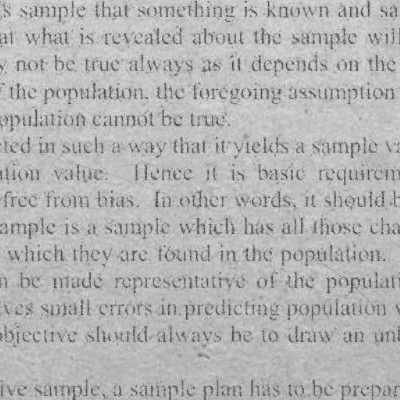 s sample that something is known and sa
at what is revealed about the sample will
y not be true always as it depends on the
f the population, the foregoing assumption
opulation cannot be true.
cted in such a way that it yields a sample va
ation value. Hence it is basic requirem
free from bias. In other words, it should b
ample is a sample which has all those cha
which they are found in the population.
n be made representative of the populati
ves small errors in predicting population v
objective should always be to draw an unb
ive sample, a sample plan has to be prepar